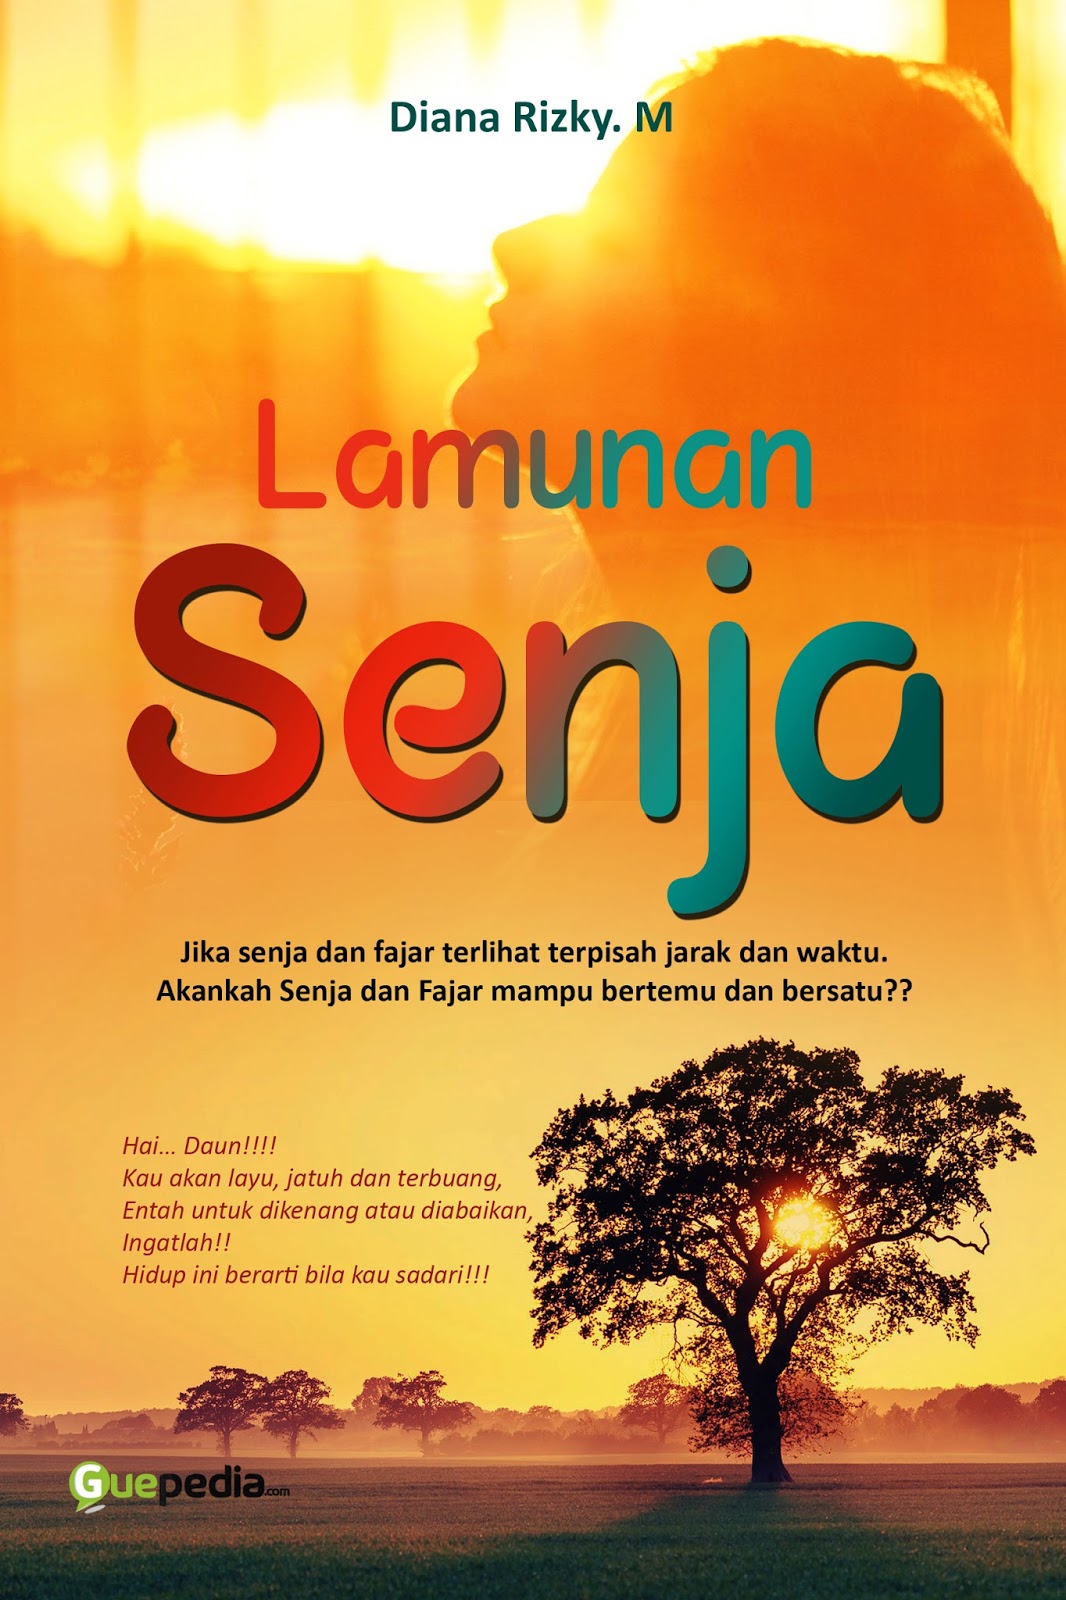 Diana Rizky. M
Lamunan
Senja
Jika senja dan fajar terlihat terpisah jarak dan waktu.
Akankah Senja dan Fajar mampu bertemu dan bersatu??
Hai... Daun!!!!
Kau akan layu, jatuh dan terbuang,
Entah untuk dikenang atau diabaikan,
Ingatlah!!
Hidup ini berarti bila kau sadari!!!
Guepedia.com